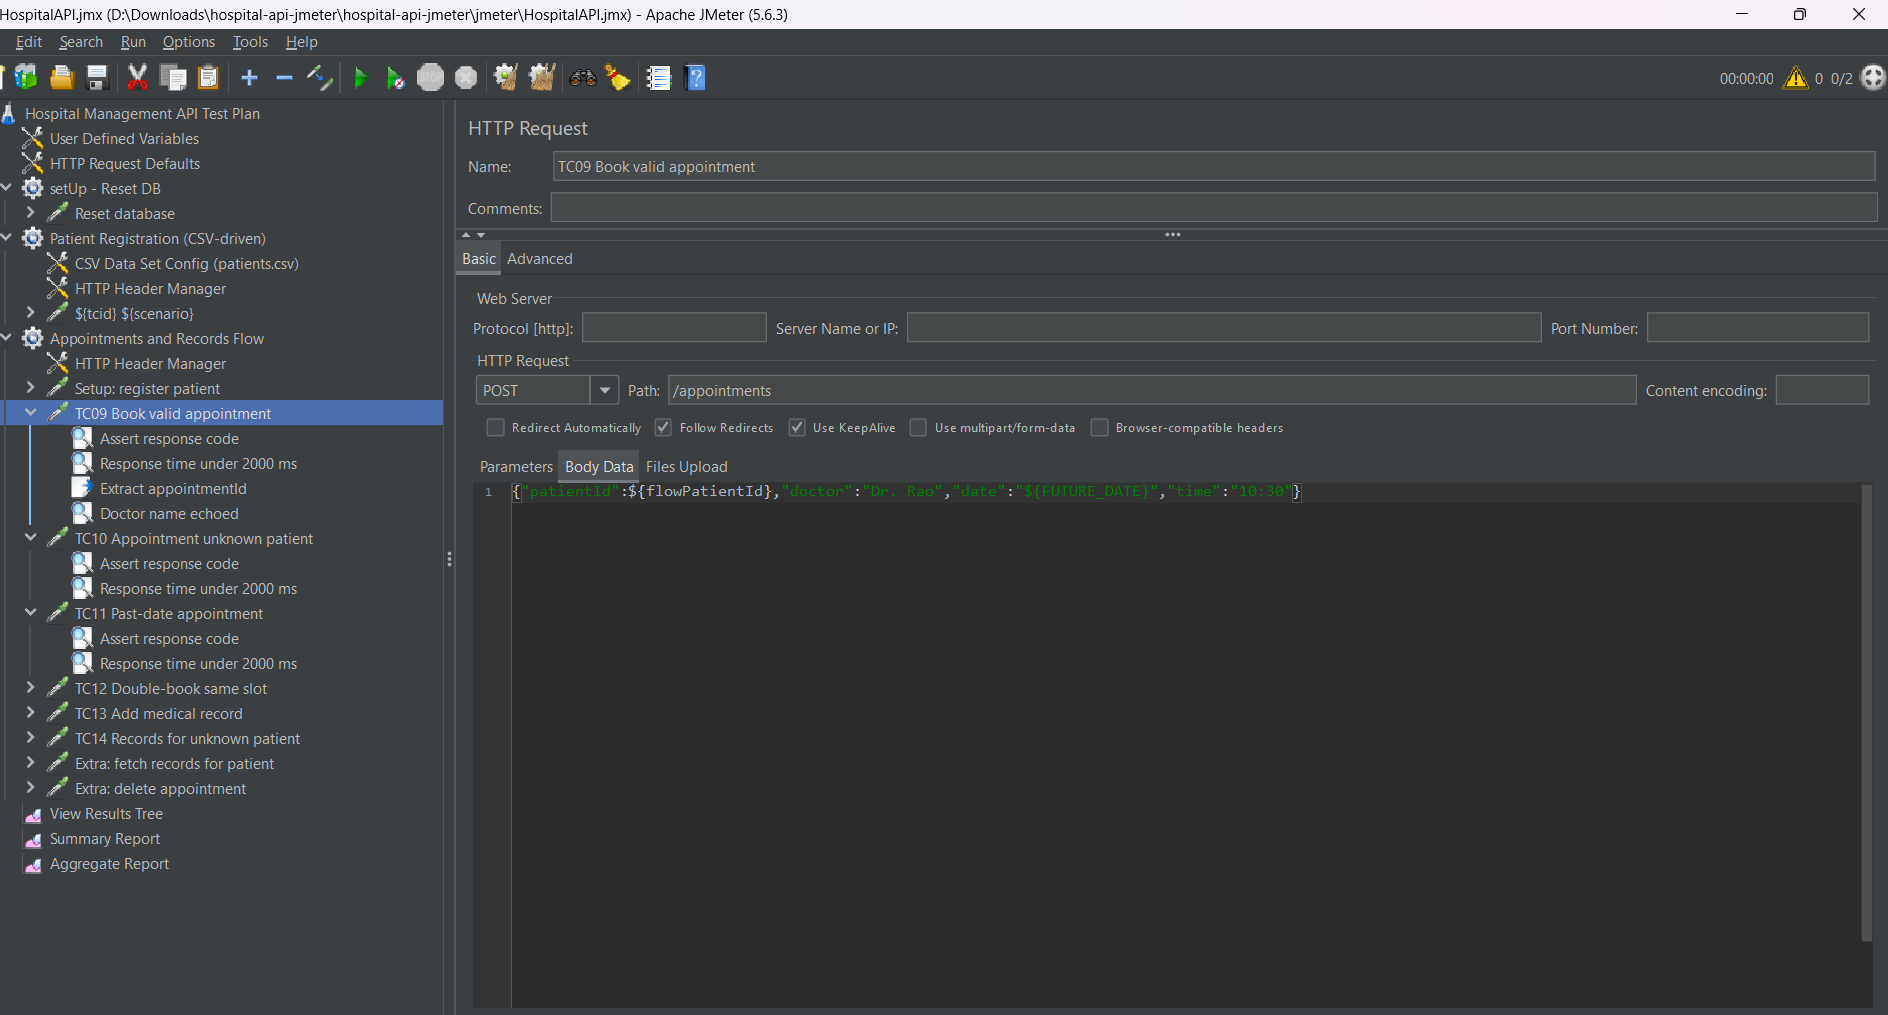 HospitalAPI.jmx (D:\Downloads\hospital-api-jmeter\hospital-api-jmeter\jmeter\HospitalAPI.jmx) - Apache JMeter (5.6.3)
Edit Search Run Options Tools Help
STOP
00:00:00 0 0/2
Hospital Management API Test Plan
User Defined Variables
HTTP Request Defaults
setUp - Reset DB
Reset database
Patient Registration (CSV-driven)
CSV Data Set Config (patients.csv)
HTTP Header Manager
${tcid} ${scenario}
Appointments and Records Flow
HTTP Header Manager
Setup: register patient
TC09 Book valid appointment
Assert response code
Response time under 2000 ms
Extract appointmentId
Doctor name echoed
TC10 Appointment unknown patient
Assert response code
Response time under 2000 ms
TC11 Past-date appointment
Assert response code
Response time under 2000 ms
TC12 Double-book same slot
TC13 Add medical record
TC14 Records for unknown patient
Extra: fetch records for patient
Extra: delete appointment
View Results Tree
Summary Report
Aggregate Report
HTTP Request
Name: TC09 Book valid appointment
Comments:
Basic Advanced
Web Server
Protocol [http]: Server Name or IP: Port Number:
HTTP Request
POST Path: /appointments Content encoding:
Redirect Automatically Follow Redirects Use KeepAlive Use multipart/form-data Browser-compatible headers
Parameters Body Data Files Upload
1 {"patientId":${flowPatientId},"doctor":"Dr. Rao","date":"${FUTURE_DATE}","time":"10:30"}